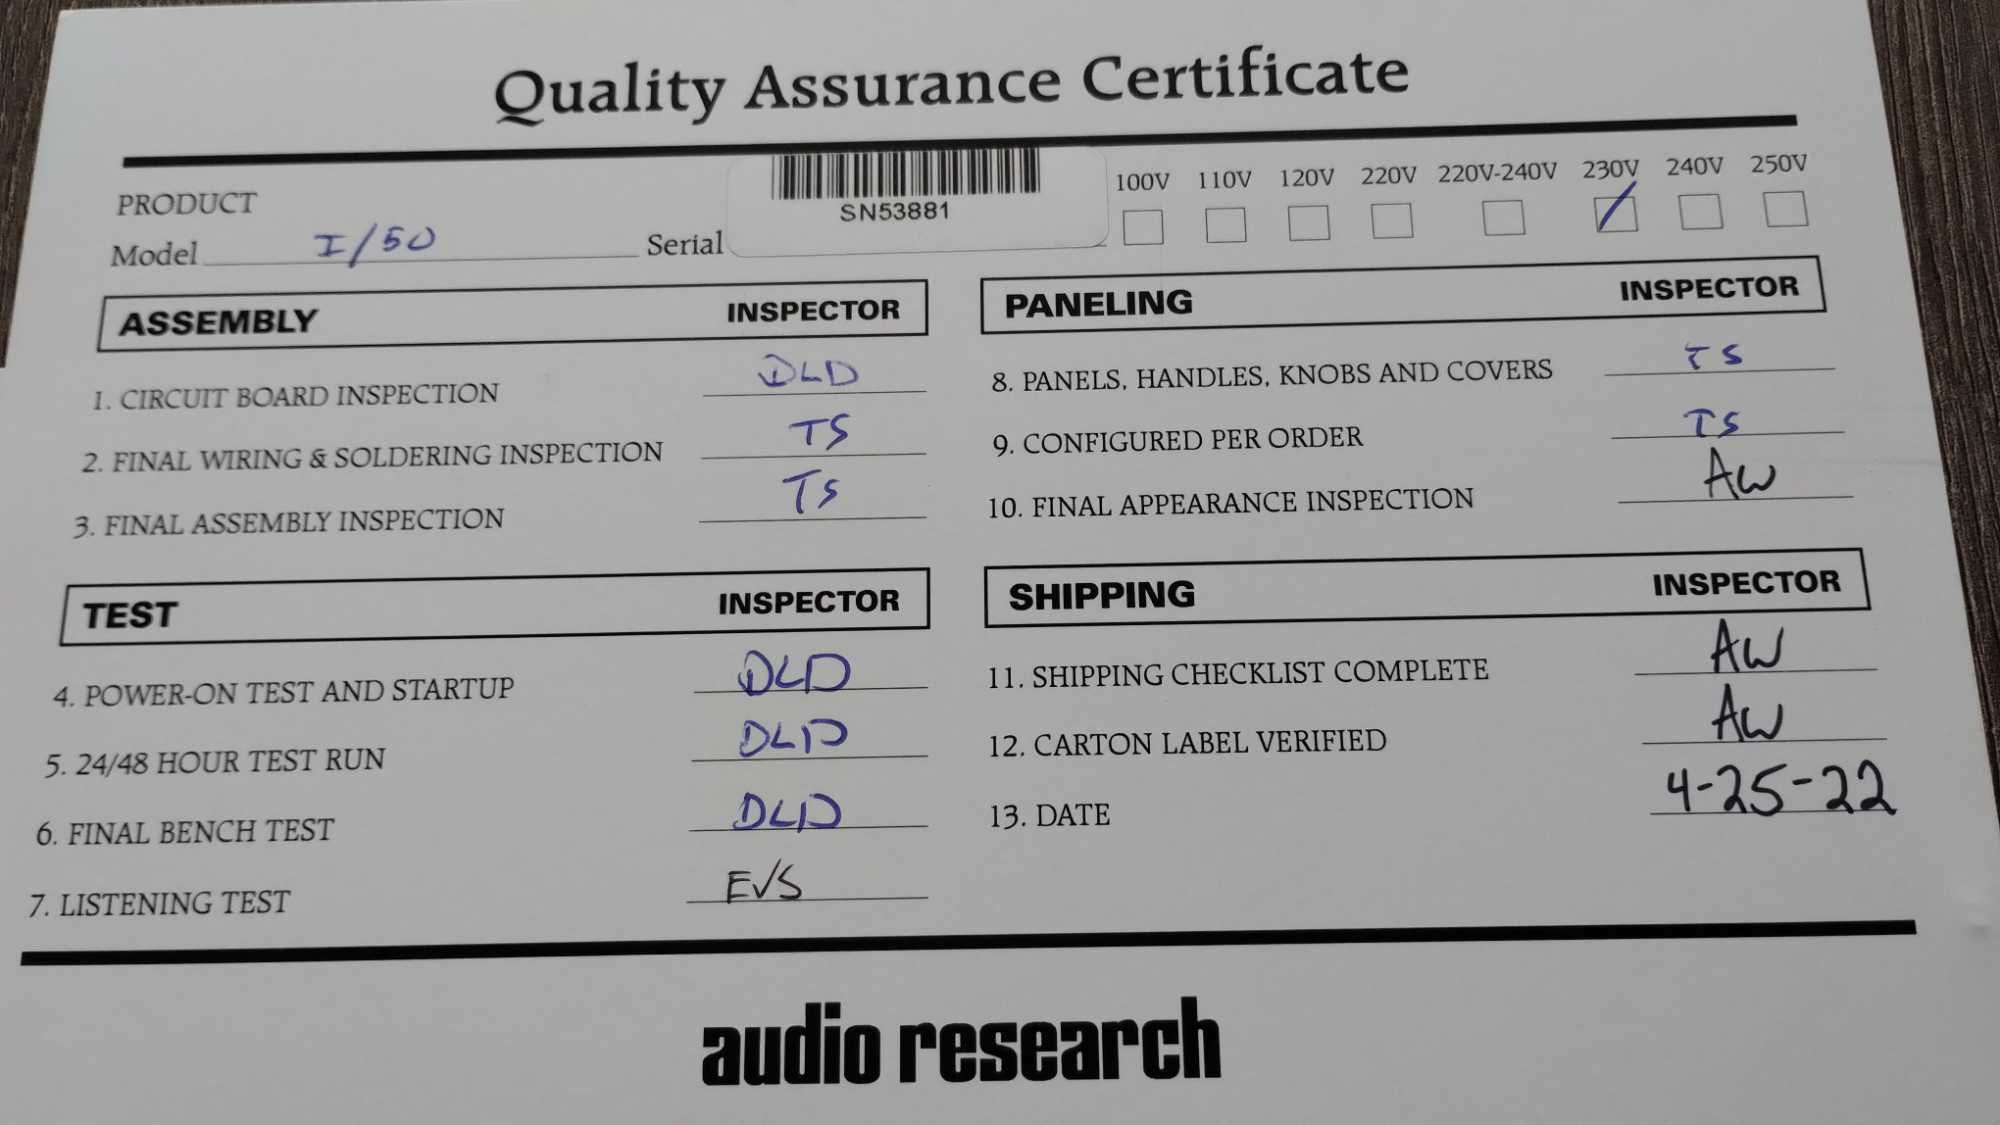 Quality Assurance Certificate
PRODUCT
Model I/50 Serial SN53881
100V 110V 120V 220V 220V-240V 230V 240V 250V
ASSEMBLY INSPECTOR
1. CIRCUIT BOARD INSPECTION DLD
2. FINAL WIRING & SOLDERING INSPECTION TS
3. FINAL ASSEMBLY INSPECTION TS
TEST INSPECTOR
4. POWER-ON TEST AND STARTUP DLD
5. 24/48 HOUR TEST RUN DLD
6. FINAL BENCH TEST DLD
7. LISTENING TEST EVS
PANELING INSPECTOR
8. PANELS, HANDLES, KNOBS AND COVERS TS
9. CONFIGURED PER ORDER TS
10. FINAL APPEARANCE INSPECTION AW
SHIPPING INSPECTOR
11. SHIPPING CHECKLIST COMPLETE AW
12. CARTON LABEL VERIFIED AW
13. DATE 4-25-22
audio research